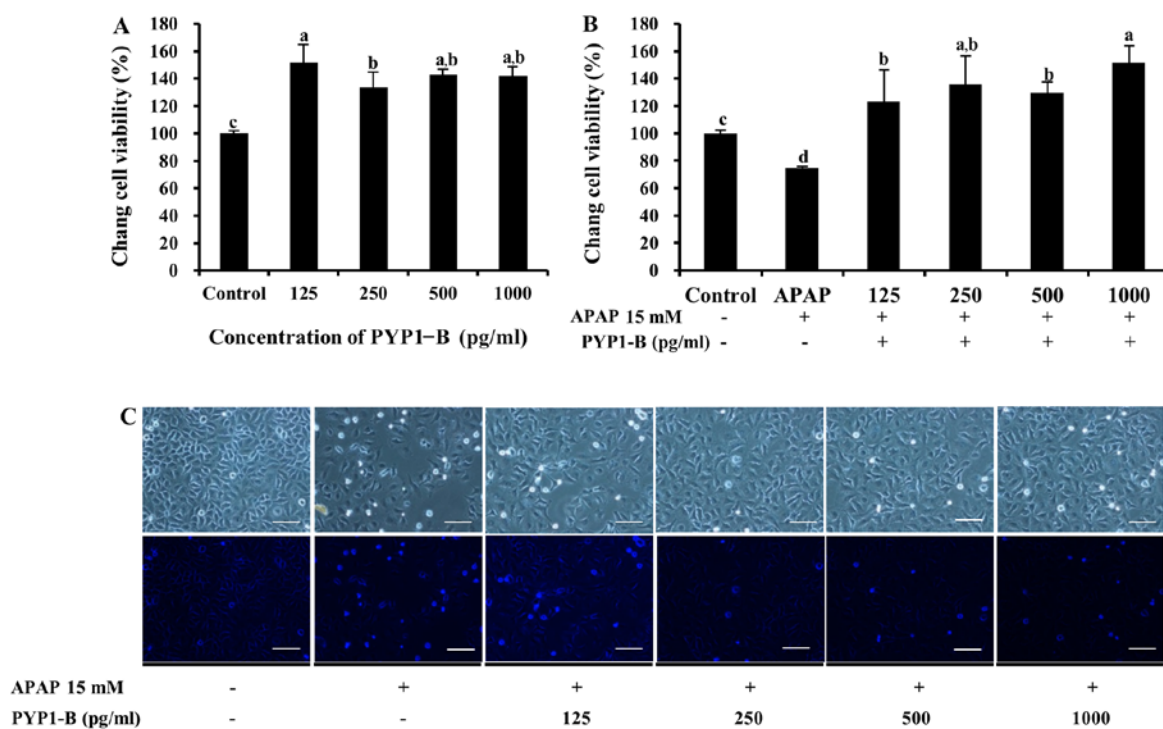 A
Chang cell viability (%)
180
160
140
120
100
80
60
40
20
0
c
a
b
a,b
a,b
Control 125 250 500 1000
Concentration of PYP1-B (pg/ml)
B
Chang cell viability (%)
180
160
140
120
100
80
60
40
20
0
c
d
b
a,b
b
a
Control APAP 125 250 500 1000
APAP 15 mM - + + + + +
PYP1-B (pg/ml) - - + + + +
C
APAP 15 mM - + + + + +
PYP1-B (pg/ml) - - 125 250 500 1000